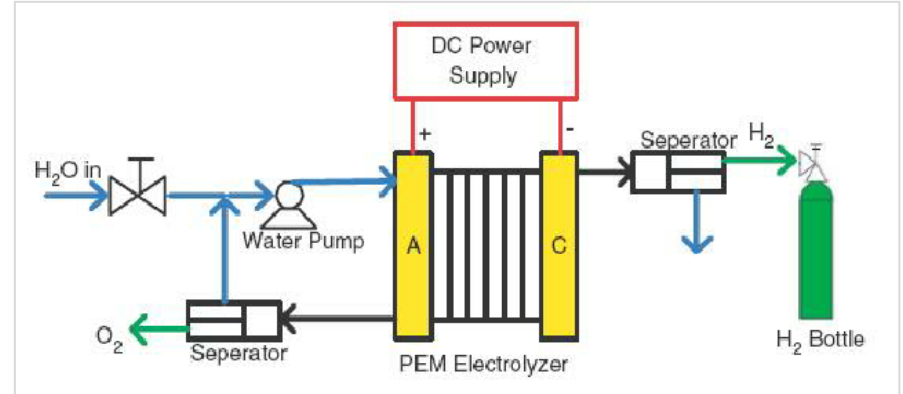 DC Power
Supply
+
-
H₂O in
Seperator
H₂
Water Pump
A
C
O₂
Seperator
PEM Electrolyzer
H₂ Bottle